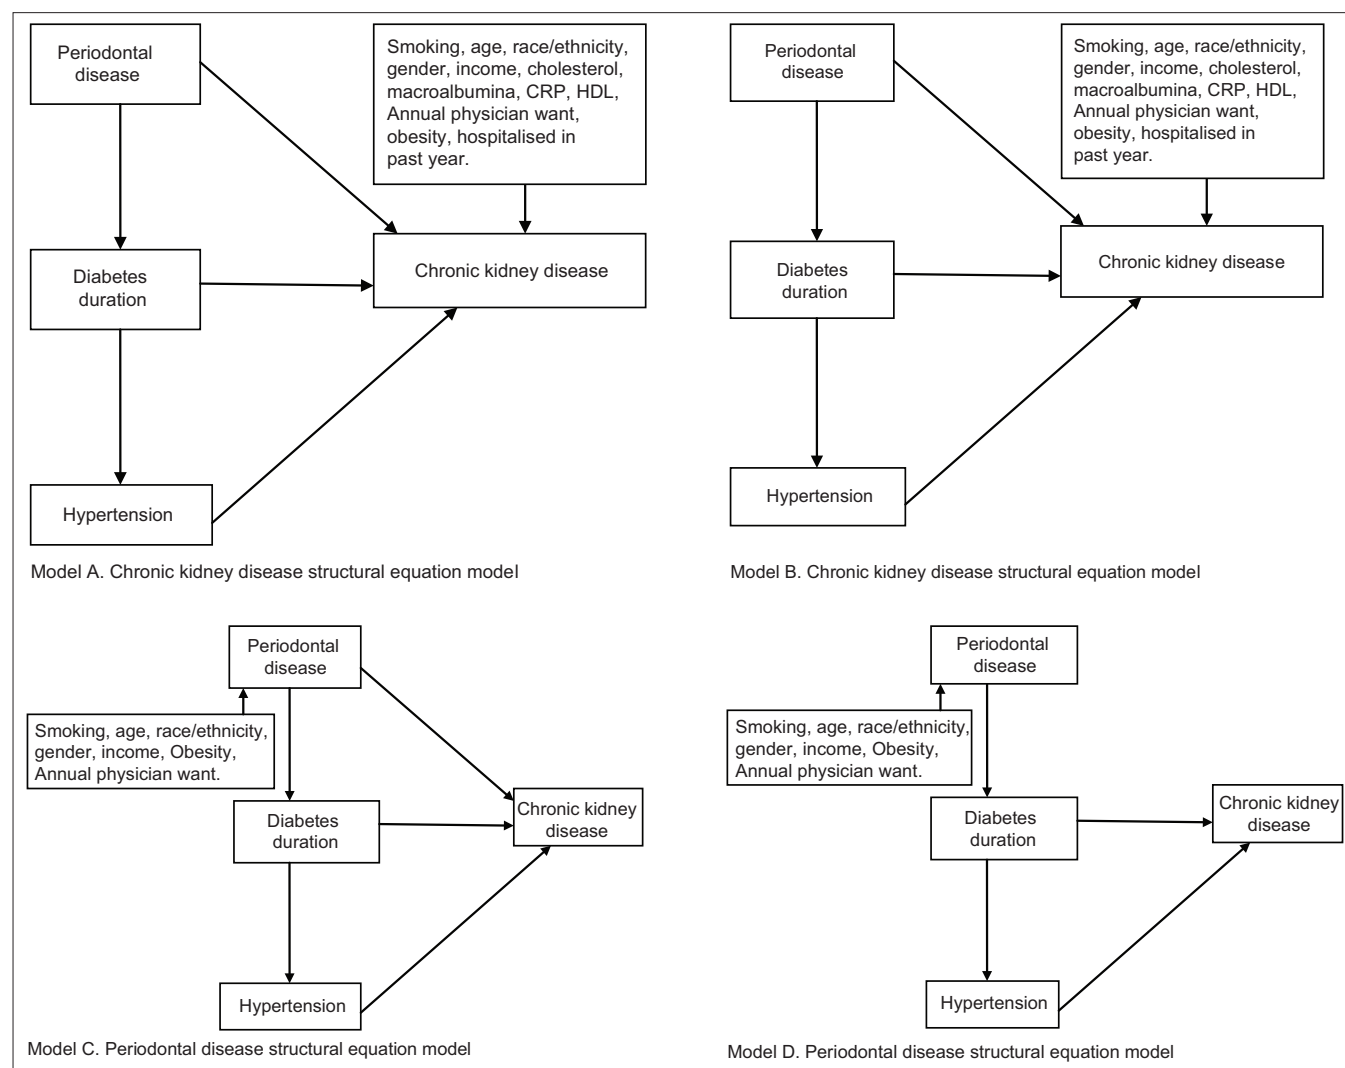 Periodontal
disease
Smoking, age, race/ethnicity,
gender, income, cholesterol,
macroalbumina, CRP, HDL,
Annual physician want,
obesity, hospitalised in
past year.
Diabetes
duration
Chronic kidney disease
Hypertension
Model A. Chronic kidney disease structural equation model
Periodontal
disease
Smoking, age, race/ethnicity,
gender, income, cholesterol,
macroalbumina, CRP, HDL,
Annual physician want,
obesity, hospitalised in
past year.
Diabetes
duration
Chronic kidney disease
Hypertension
Model B. Chronic kidney disease structural equation model
Periodontal
disease
Smoking, age, race/ethnicity,
gender, income, Obesity,
Annual physician want.
Diabetes
duration
Chronic kidney
disease
Hypertension
Model C. Periodontal disease structural equation model
Periodontal
disease
Smoking, age, race/ethnicity,
gender, income, Obesity,
Annual physician want.
Diabetes
duration
Chronic kidney
disease
Hypertension
Model D. Periodontal disease structural equation model